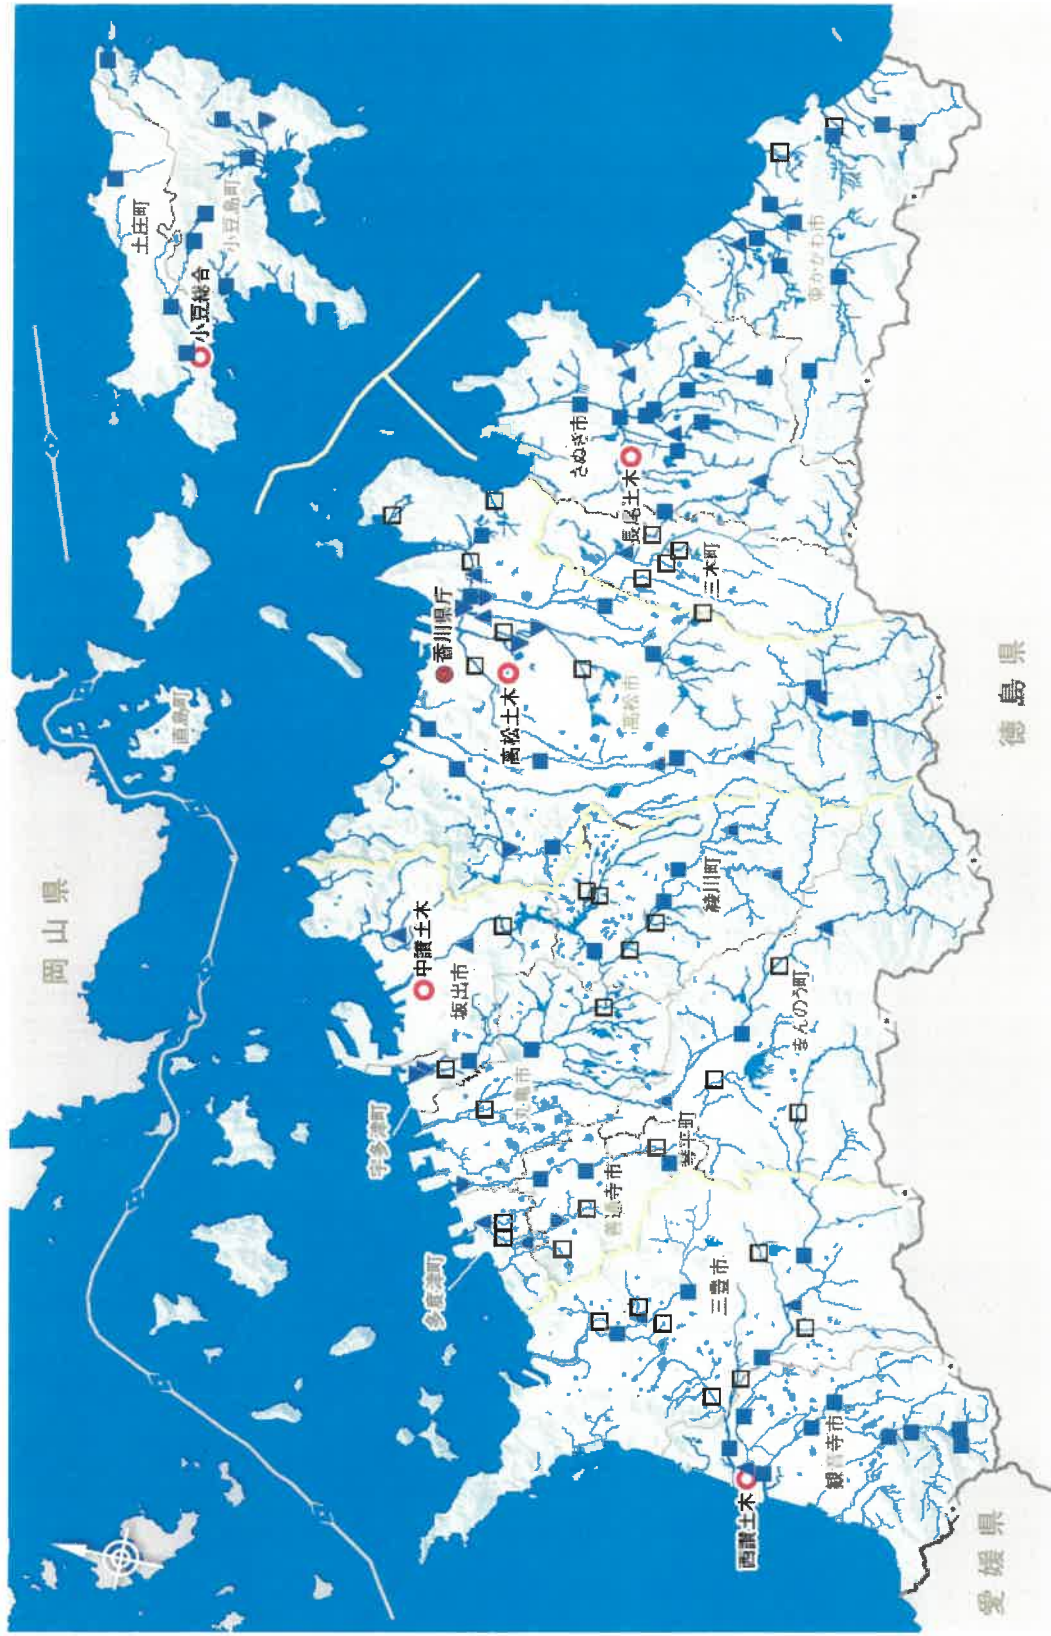 岡山県
土庄町
小豆島町
小豆総合
直島町
香川県庁
高松土木
高松市
さぬき市
長尾土木
三木町
東かがわ市
中讃土木
坂出市
宇多津町
丸亀市
綾川町
まんのう町
琴平町
善通寺市
多度津町
三豊市
観音寺市
西讃土木
徳島県
愛媛県